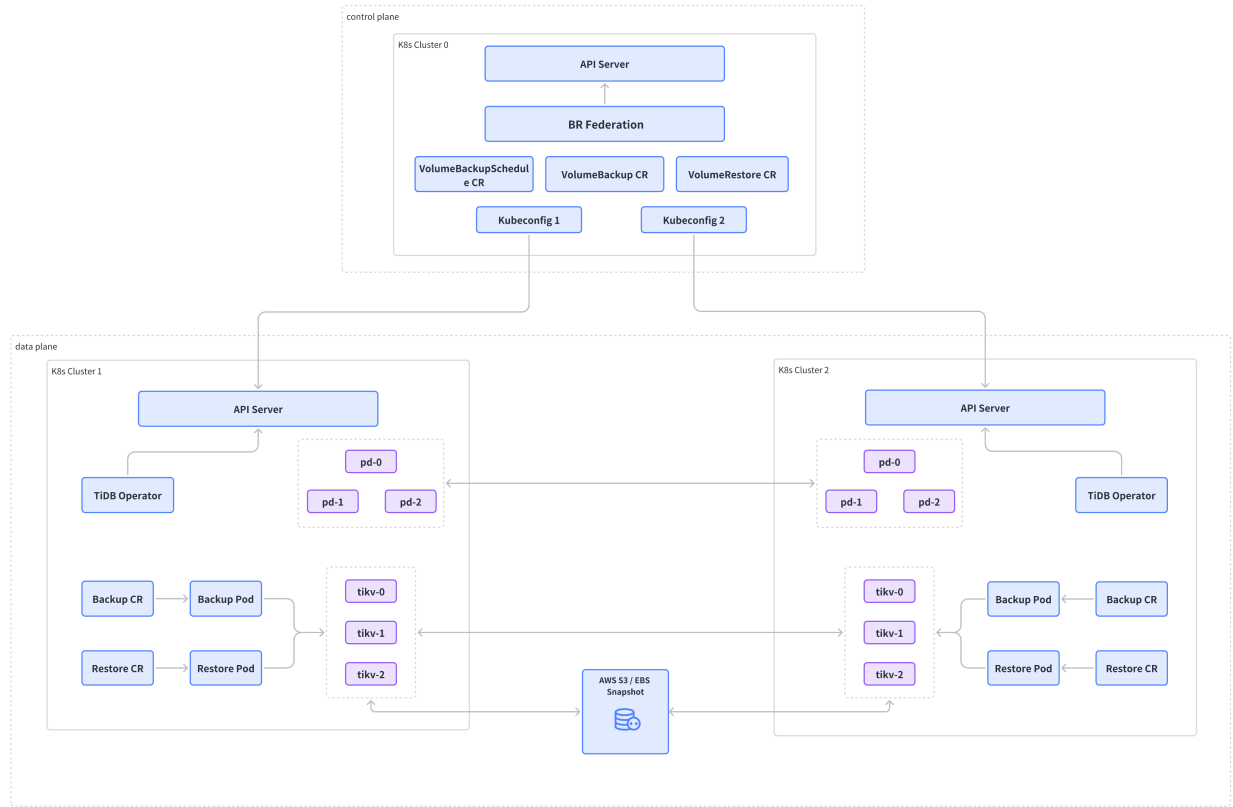 control plane
K8s Cluster 0
API Server
BR Federation
VolumeBackupSchedul
e CR
VolumeBackup CR
VolumeRestore CR
Kubeconfig 1
Kubeconfig 2
data plane
K8s Cluster 1
API Server
TiDB Operator
pd-0
pd-1
pd-2
Backup CR
Backup Pod
Restore CR
Restore Pod
tikv-0
tikv-1
tikv-2
AWS S3 / EBS
Snapshot
K8s Cluster 2
API Server
pd-0
pd-1
pd-2
TiDB Operator
tikv-0
tikv-1
tikv-2
Backup Pod
Backup CR
Restore Pod
Restore CR